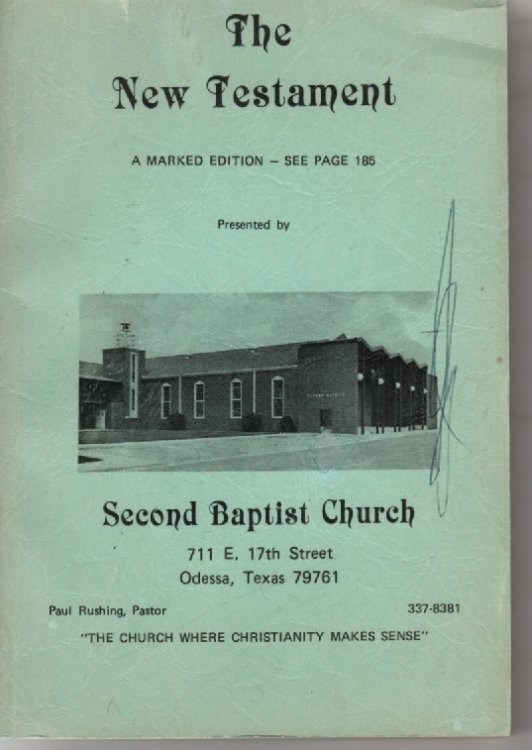 The
New Testament
A MARKED EDITION – SEE PAGE 185
Presented by
Second Baptist Church
711 E. 17th Street
Odessa, Texas 79761
Paul Rushing, Pastor 337-8381
"THE CHURCH WHERE CHRISTIANITY MAKES SENSE"